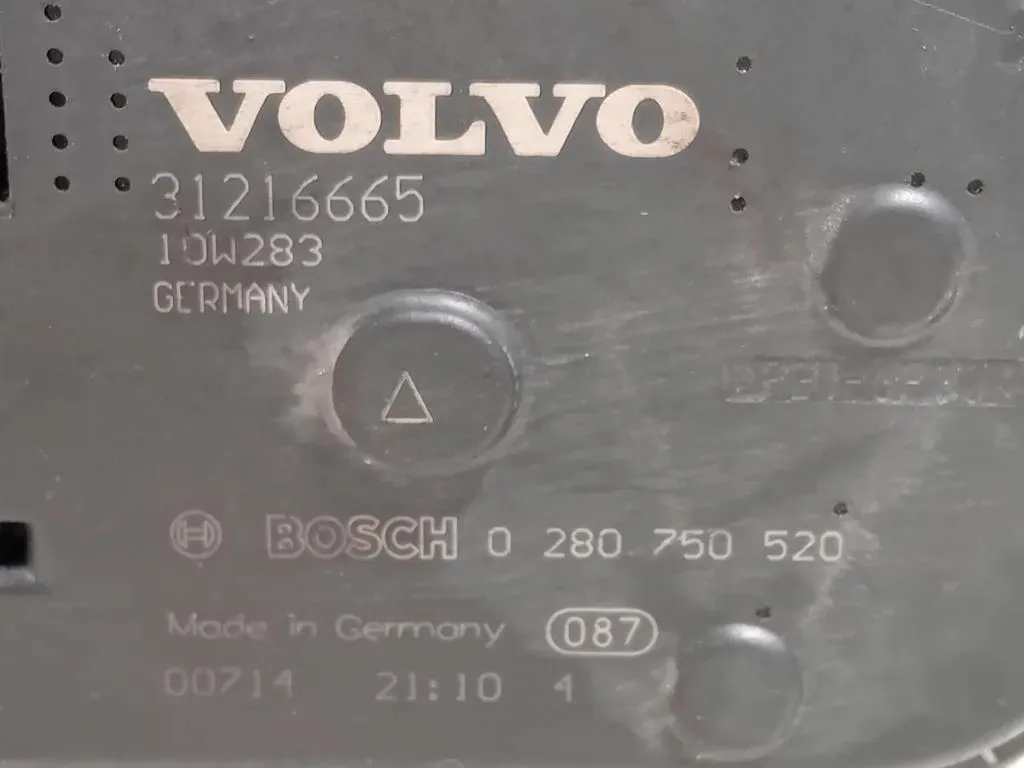 VOLVO
31216665
10W283
GERMANY
BOSCH 0 280 750 520
Made in Germany 087
00714 21:10 4